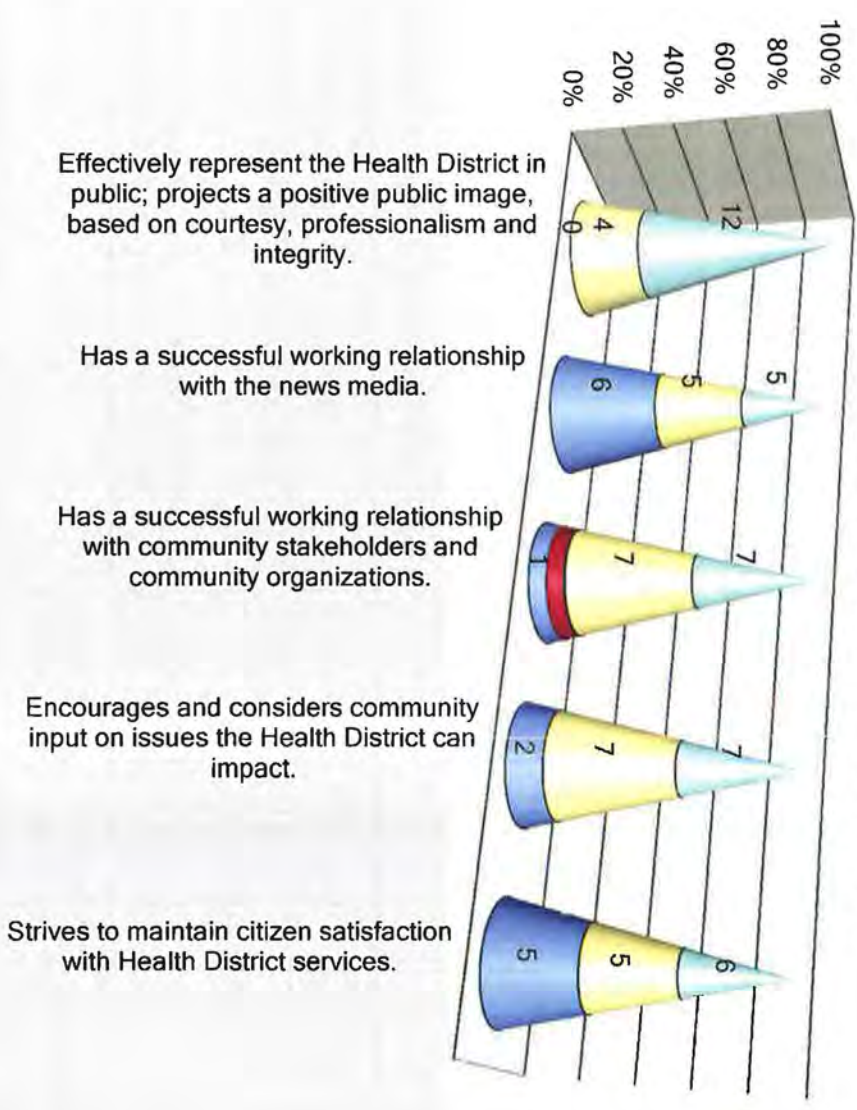 100%
80%
60%
40%
20%
0%
Effectively represent the Health District in
public; projects a positive public image,
based on courtesy, professionalism and
integrity.
0
4
12
Has a successful working relationship
with the news media.
6
5
5
Has a successful working relationship
with community stakeholders and
community organizations.
1
7
7
Encourages and considers community
input on issues the Health District can
impact.
2
7
7
Strives to maintain citizen satisfaction
with Health District services.
5
5
6